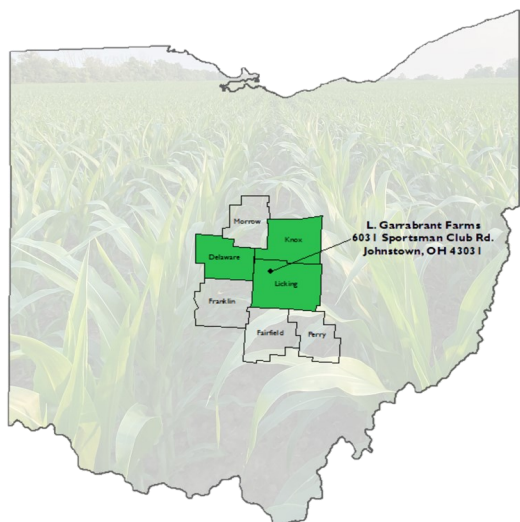 Morrow
Knox
L. Garrabrant Farms
6031 Sportsman Club Rd.
Johnstown, OH 43031
Delaware
Licking
Franklin
Fairfield
Perry